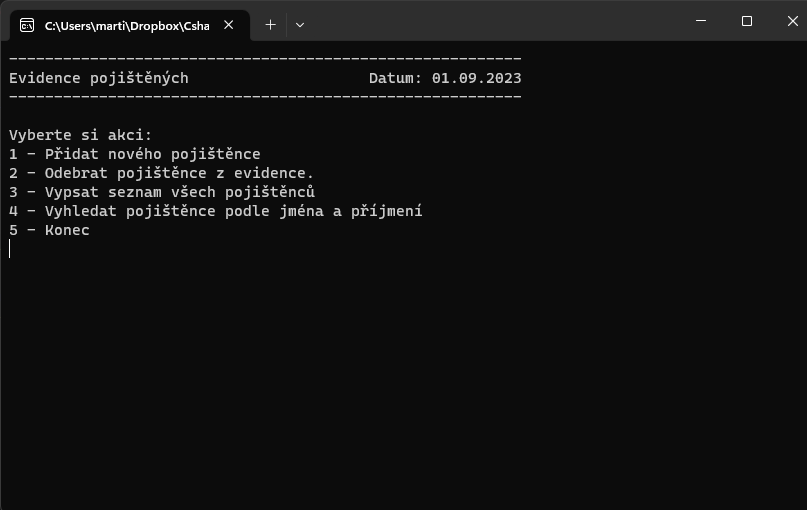 C:\Users\marti\Dropbox\Csha
---------------------------------------------------------
Evidence pojištěných                    Datum: 01.09.2023
---------------------------------------------------------
Vyberte si akci:
1 - Přidat nového pojištěnce
2 - Odebrat pojištěnce z evidence.
3 - Vypsat seznam všech pojištěnců
4 - Vyhledat pojištěnce podle jména a příjmení
5 - Konec